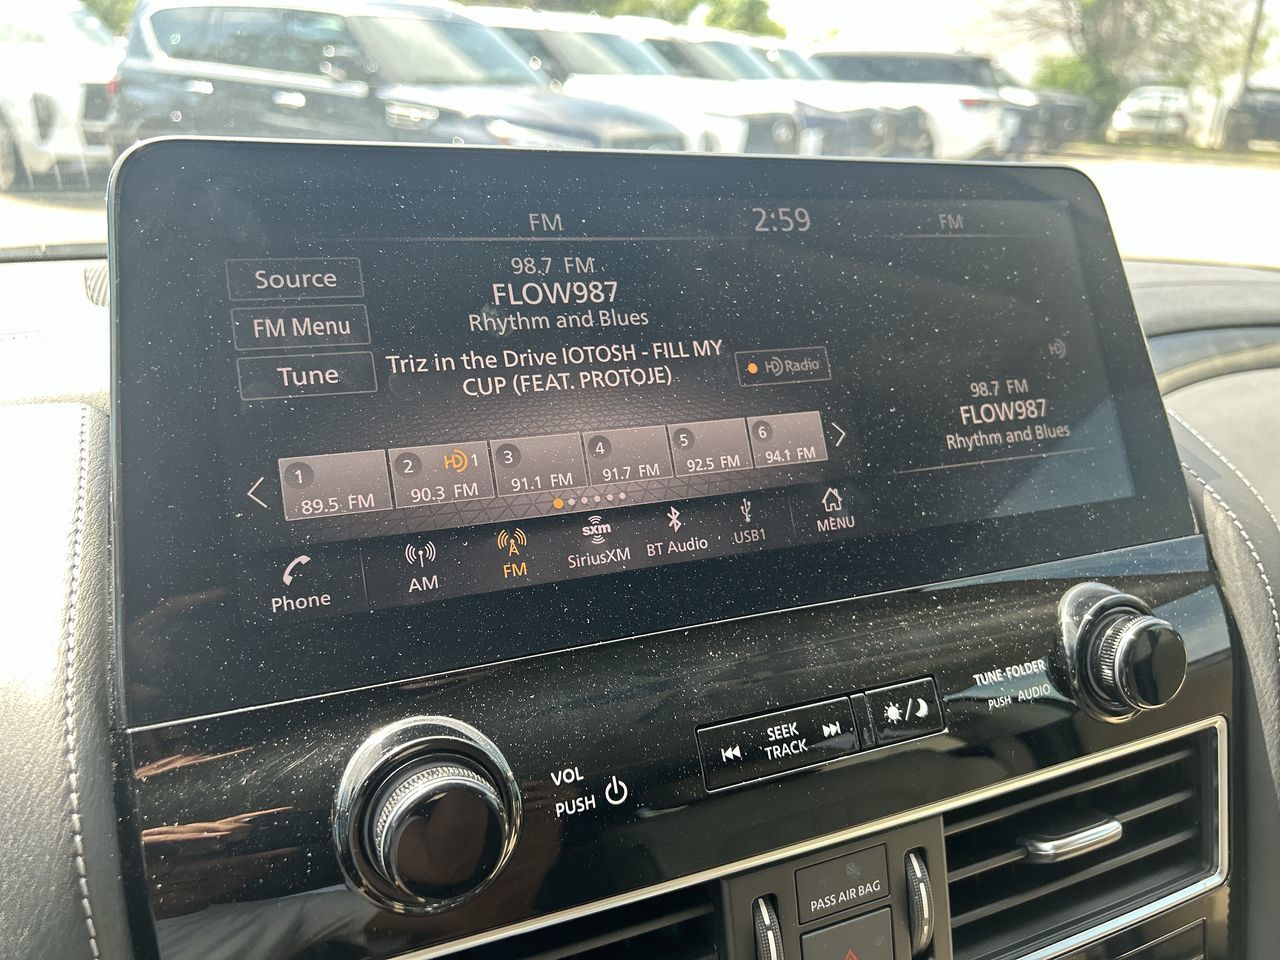 FM
2:59
FM
Source
FM Menu
Tune
98.7 FM
FLOW987
Rhythm and Blues
Triz in the Drive IOTOSH - FILL MY
CUP (FEAT. PROTOJE)
HD Radio
HD
98.7 FM
FLOW987
Rhythm and Blues
1
89.5 FM
2 HD 1
90.3 FM
3
91.1 FM
4
91.7 FM
5
92.5 FM
6
94.1 FM
Phone
AM
FM
sxm
SiriusXM
BT Audio
USB1
MENU
VOL
PUSH
SEEK
TRACK
TUNE·FOLDER
PUSH AUDIO
PASS AIR BAG